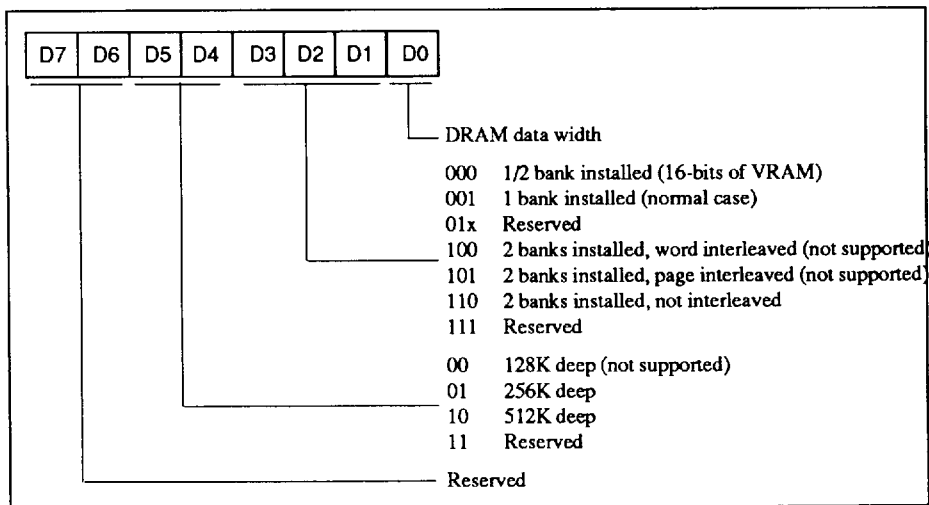 D7 D6 D5 D4 D3 D2 D1 D0
DRAM data width
000 1/2 bank installed (16-bits of VRAM)
001 1 bank installed (normal case)
01x Reserved
100 2 banks installed, word interleaved (not supported
101 2 banks installed, page interleaved (not supported)
110 2 banks installed, not interleaved
111 Reserved
00 128K deep (not supported)
01 256K deep
10 512K deep
11 Reserved
Reserved